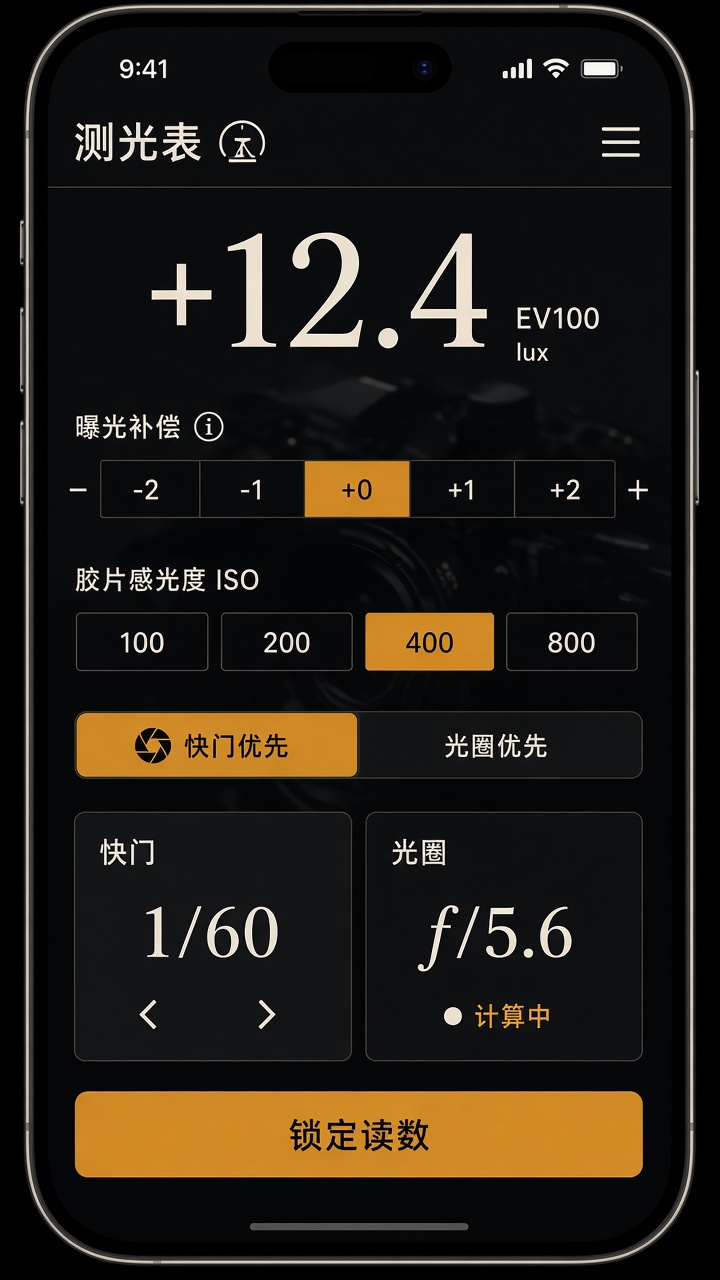 9:41
测光表
+12.4 EV100
lux
曝光补偿
− -2 -1 +0 +1 +2 +
胶片感光度 ISO
100 200 400 800
快门优先 光圈优先
快门 光圈
1/60 f/5.6
计算中
锁定读数